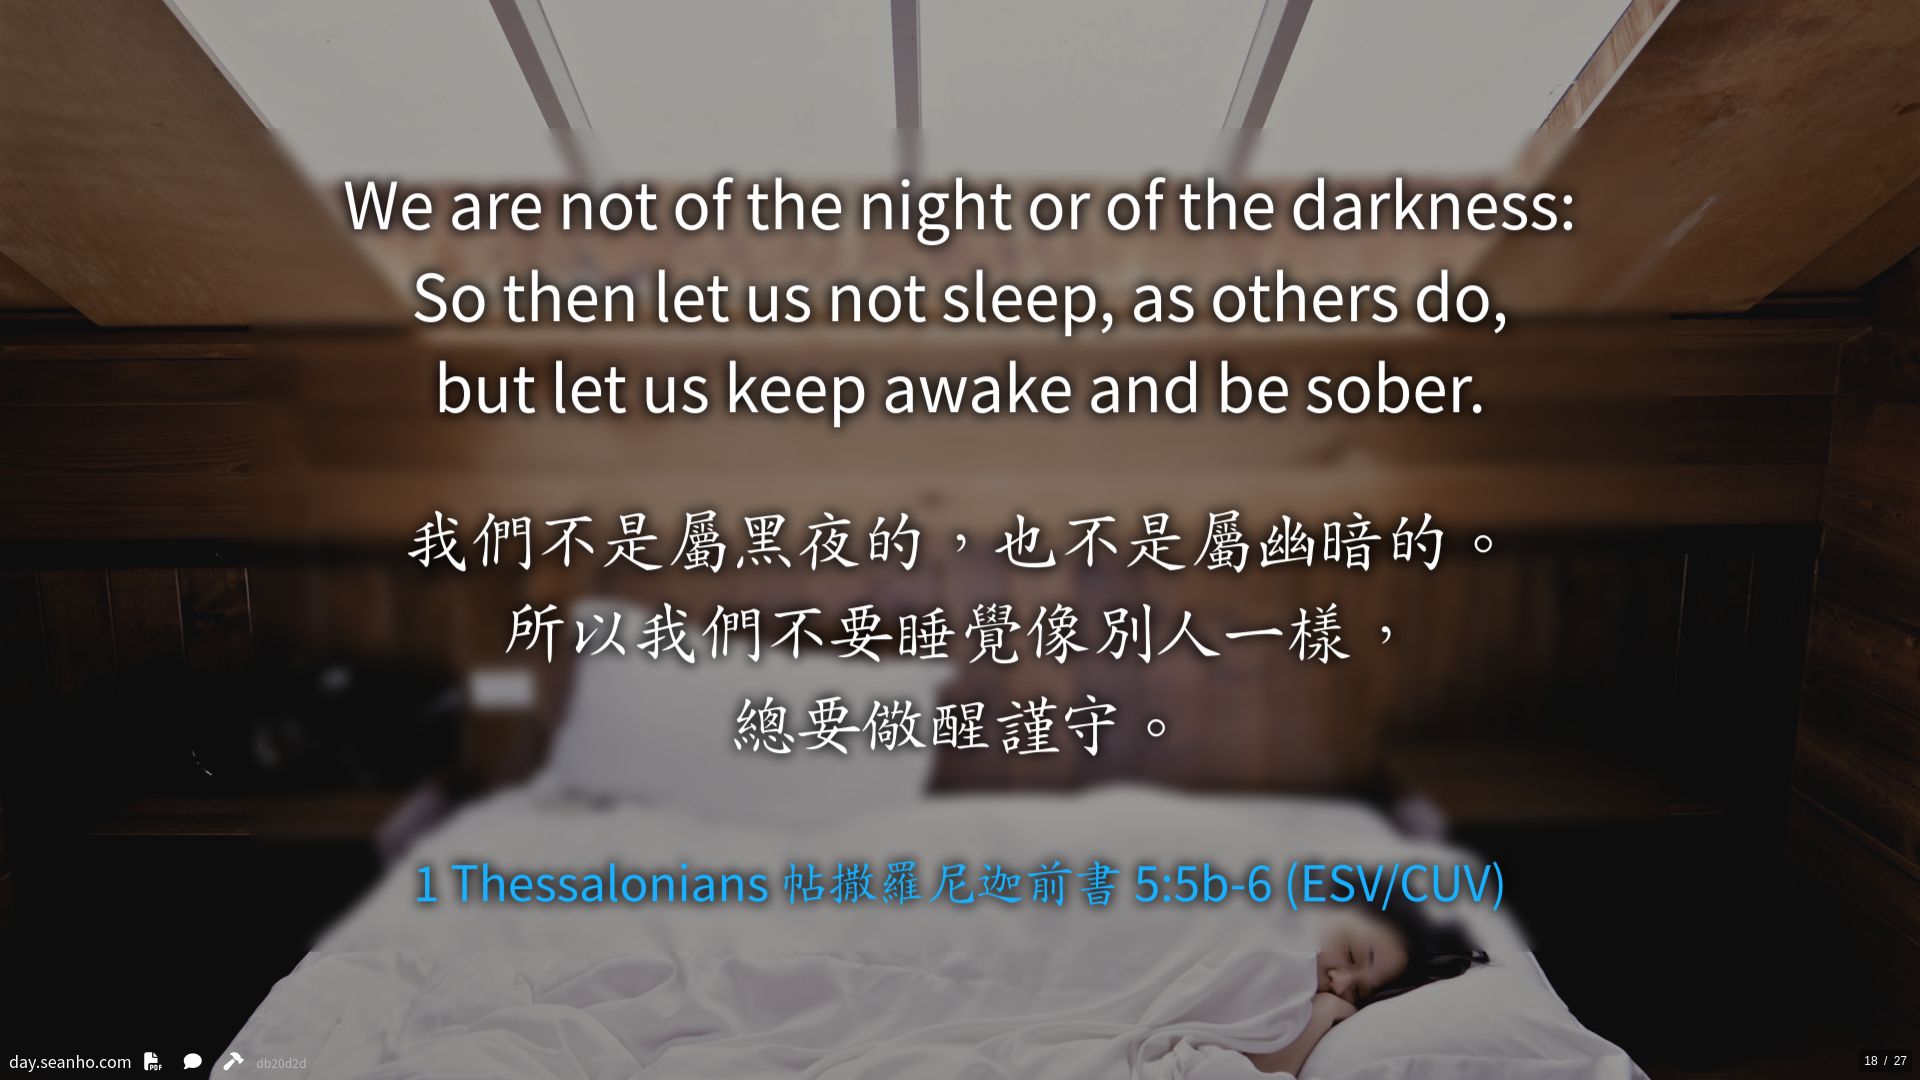 We are not of the night or of the darkness:
So then let us not sleep, as others do,
but let us keep awake and be sober.
我們不是屬黑夜的，也不是屬幽暗的。
所以我們不要睡覺像別人一樣，
總要儆醒謹守。
1 Thessalonians 帖撒羅尼迦前書 5:5b-6 (ESV/CUV)
day.seanho.com PDF db20d2d
18 / 27